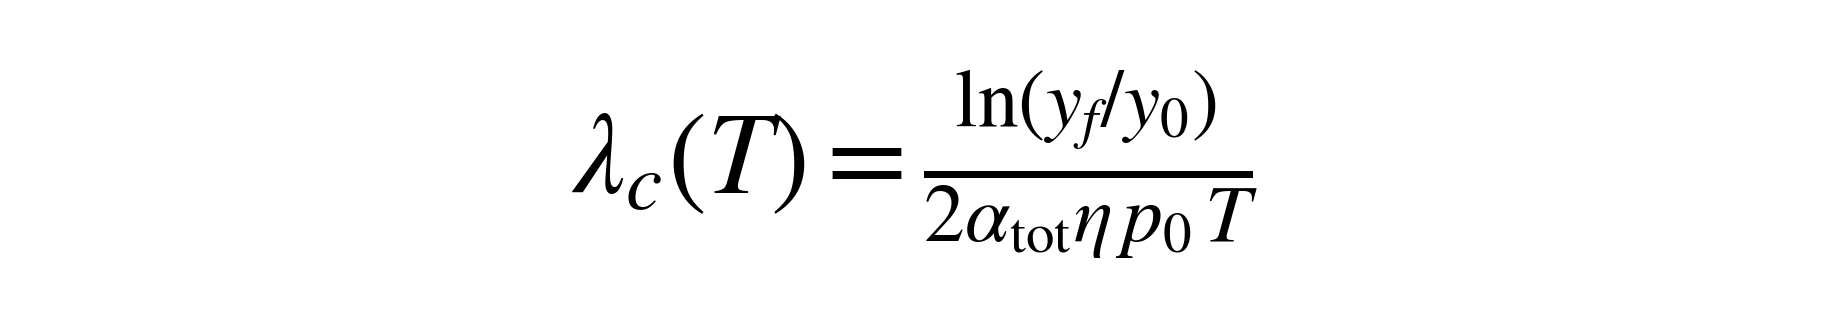 λ_c(T) = ln(y_f/y_0) / 2α_tot η p_0 T